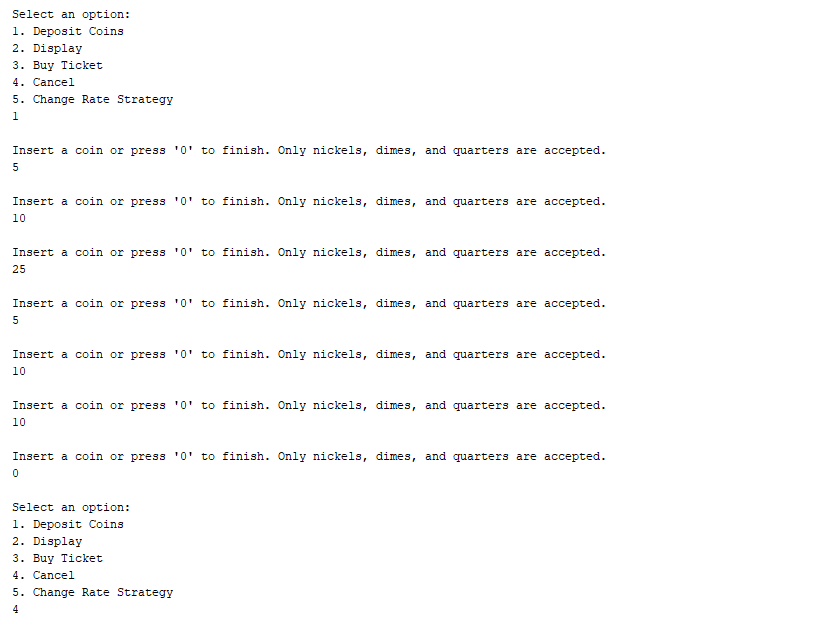 Select an option:
1. Deposit Coins
2. Display
3. Buy Ticket
4. Cancel
5. Change Rate Strategy
1
Insert a coin or press '0' to finish. Only nickels, dimes, and quarters are accepted.
5
Insert a coin or press '0' to finish. Only nickels, dimes, and quarters are accepted.
10
Insert a coin or press '0' to finish. Only nickels, dimes, and quarters are accepted.
25
Insert a coin or press '0' to finish. Only nickels, dimes, and quarters are accepted.
5
Insert a coin or press '0' to finish. Only nickels, dimes, and quarters are accepted.
10
Insert a coin or press '0' to finish. Only nickels, dimes, and quarters are accepted.
10
Insert a coin or press '0' to finish. Only nickels, dimes, and quarters are accepted.
0
Select an option:
1. Deposit Coins
2. Display
3. Buy Ticket
4. Cancel
5. Change Rate Strategy
4